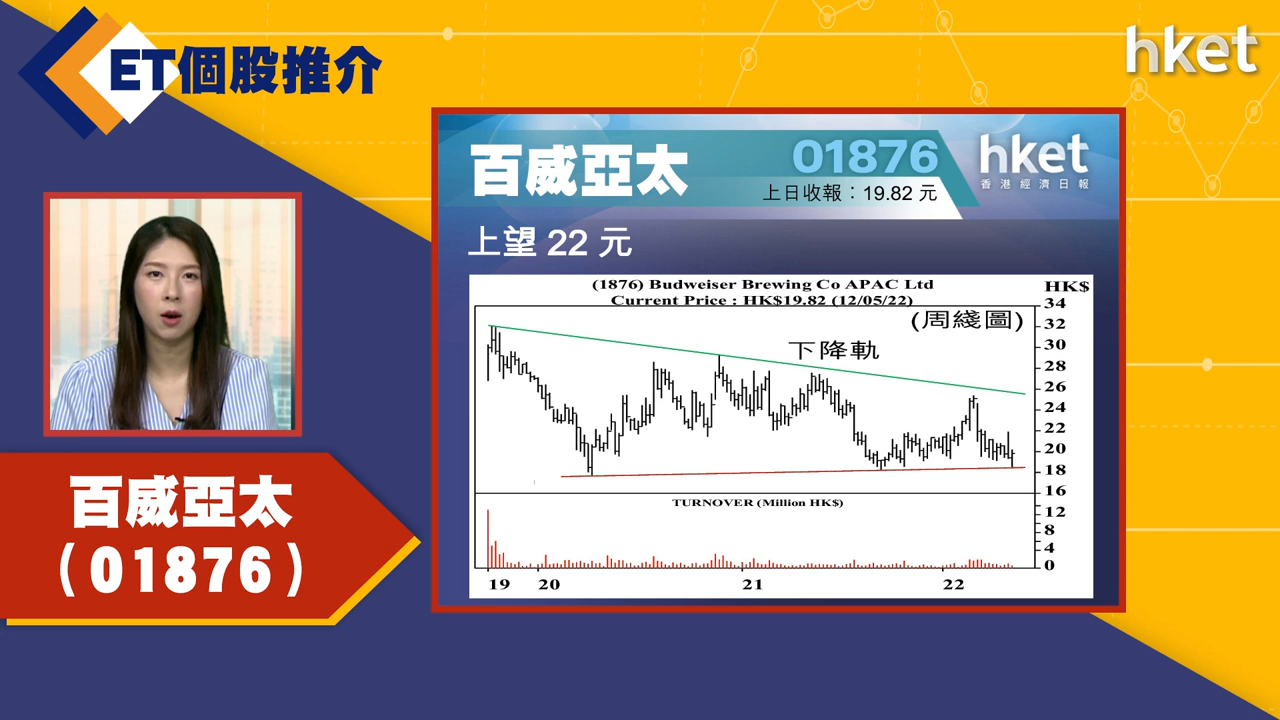 ET個股推介
hket
百威亞太
01876
上日收報：19.82 元
hket
香港經濟日報
上望 22 元
(1876) Budweiser Brewing Co APAC Ltd
Current Price : HK$19.82 (12/05/22)
HK$
(周綫圖)
下降軌
34
32
30
28
26
24
22
20
18
16
TURNOVER (Million HK$)
12
8
4
0
19 20 21 22
百威亞太
（01876）